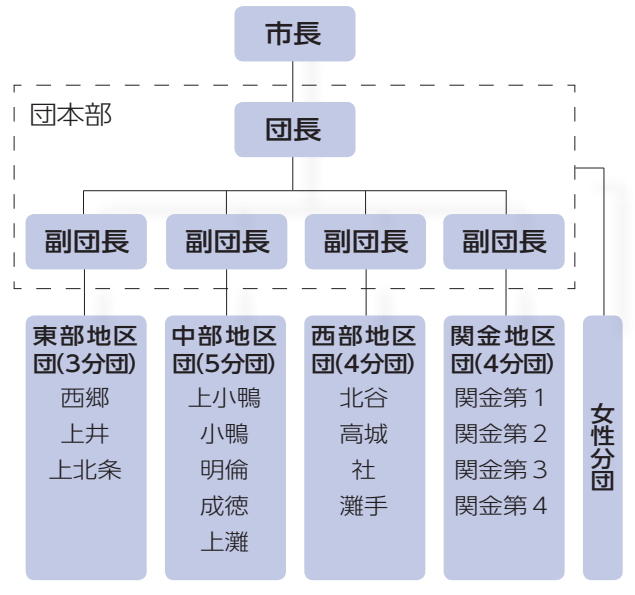 市長
団本部
団長
副団長
副団長
副団長
副団長
東部地区
団(3分団)
西郷
上井
上北条
中部地区
団(5分団)
上小鴨
小鴨
明倫
成徳
上灘
西部地区
団(4分団)
北谷
高城
社
灘手
関金地区
団(4分団)
関金第1
関金第2
関金第3
関金第4
女性分団